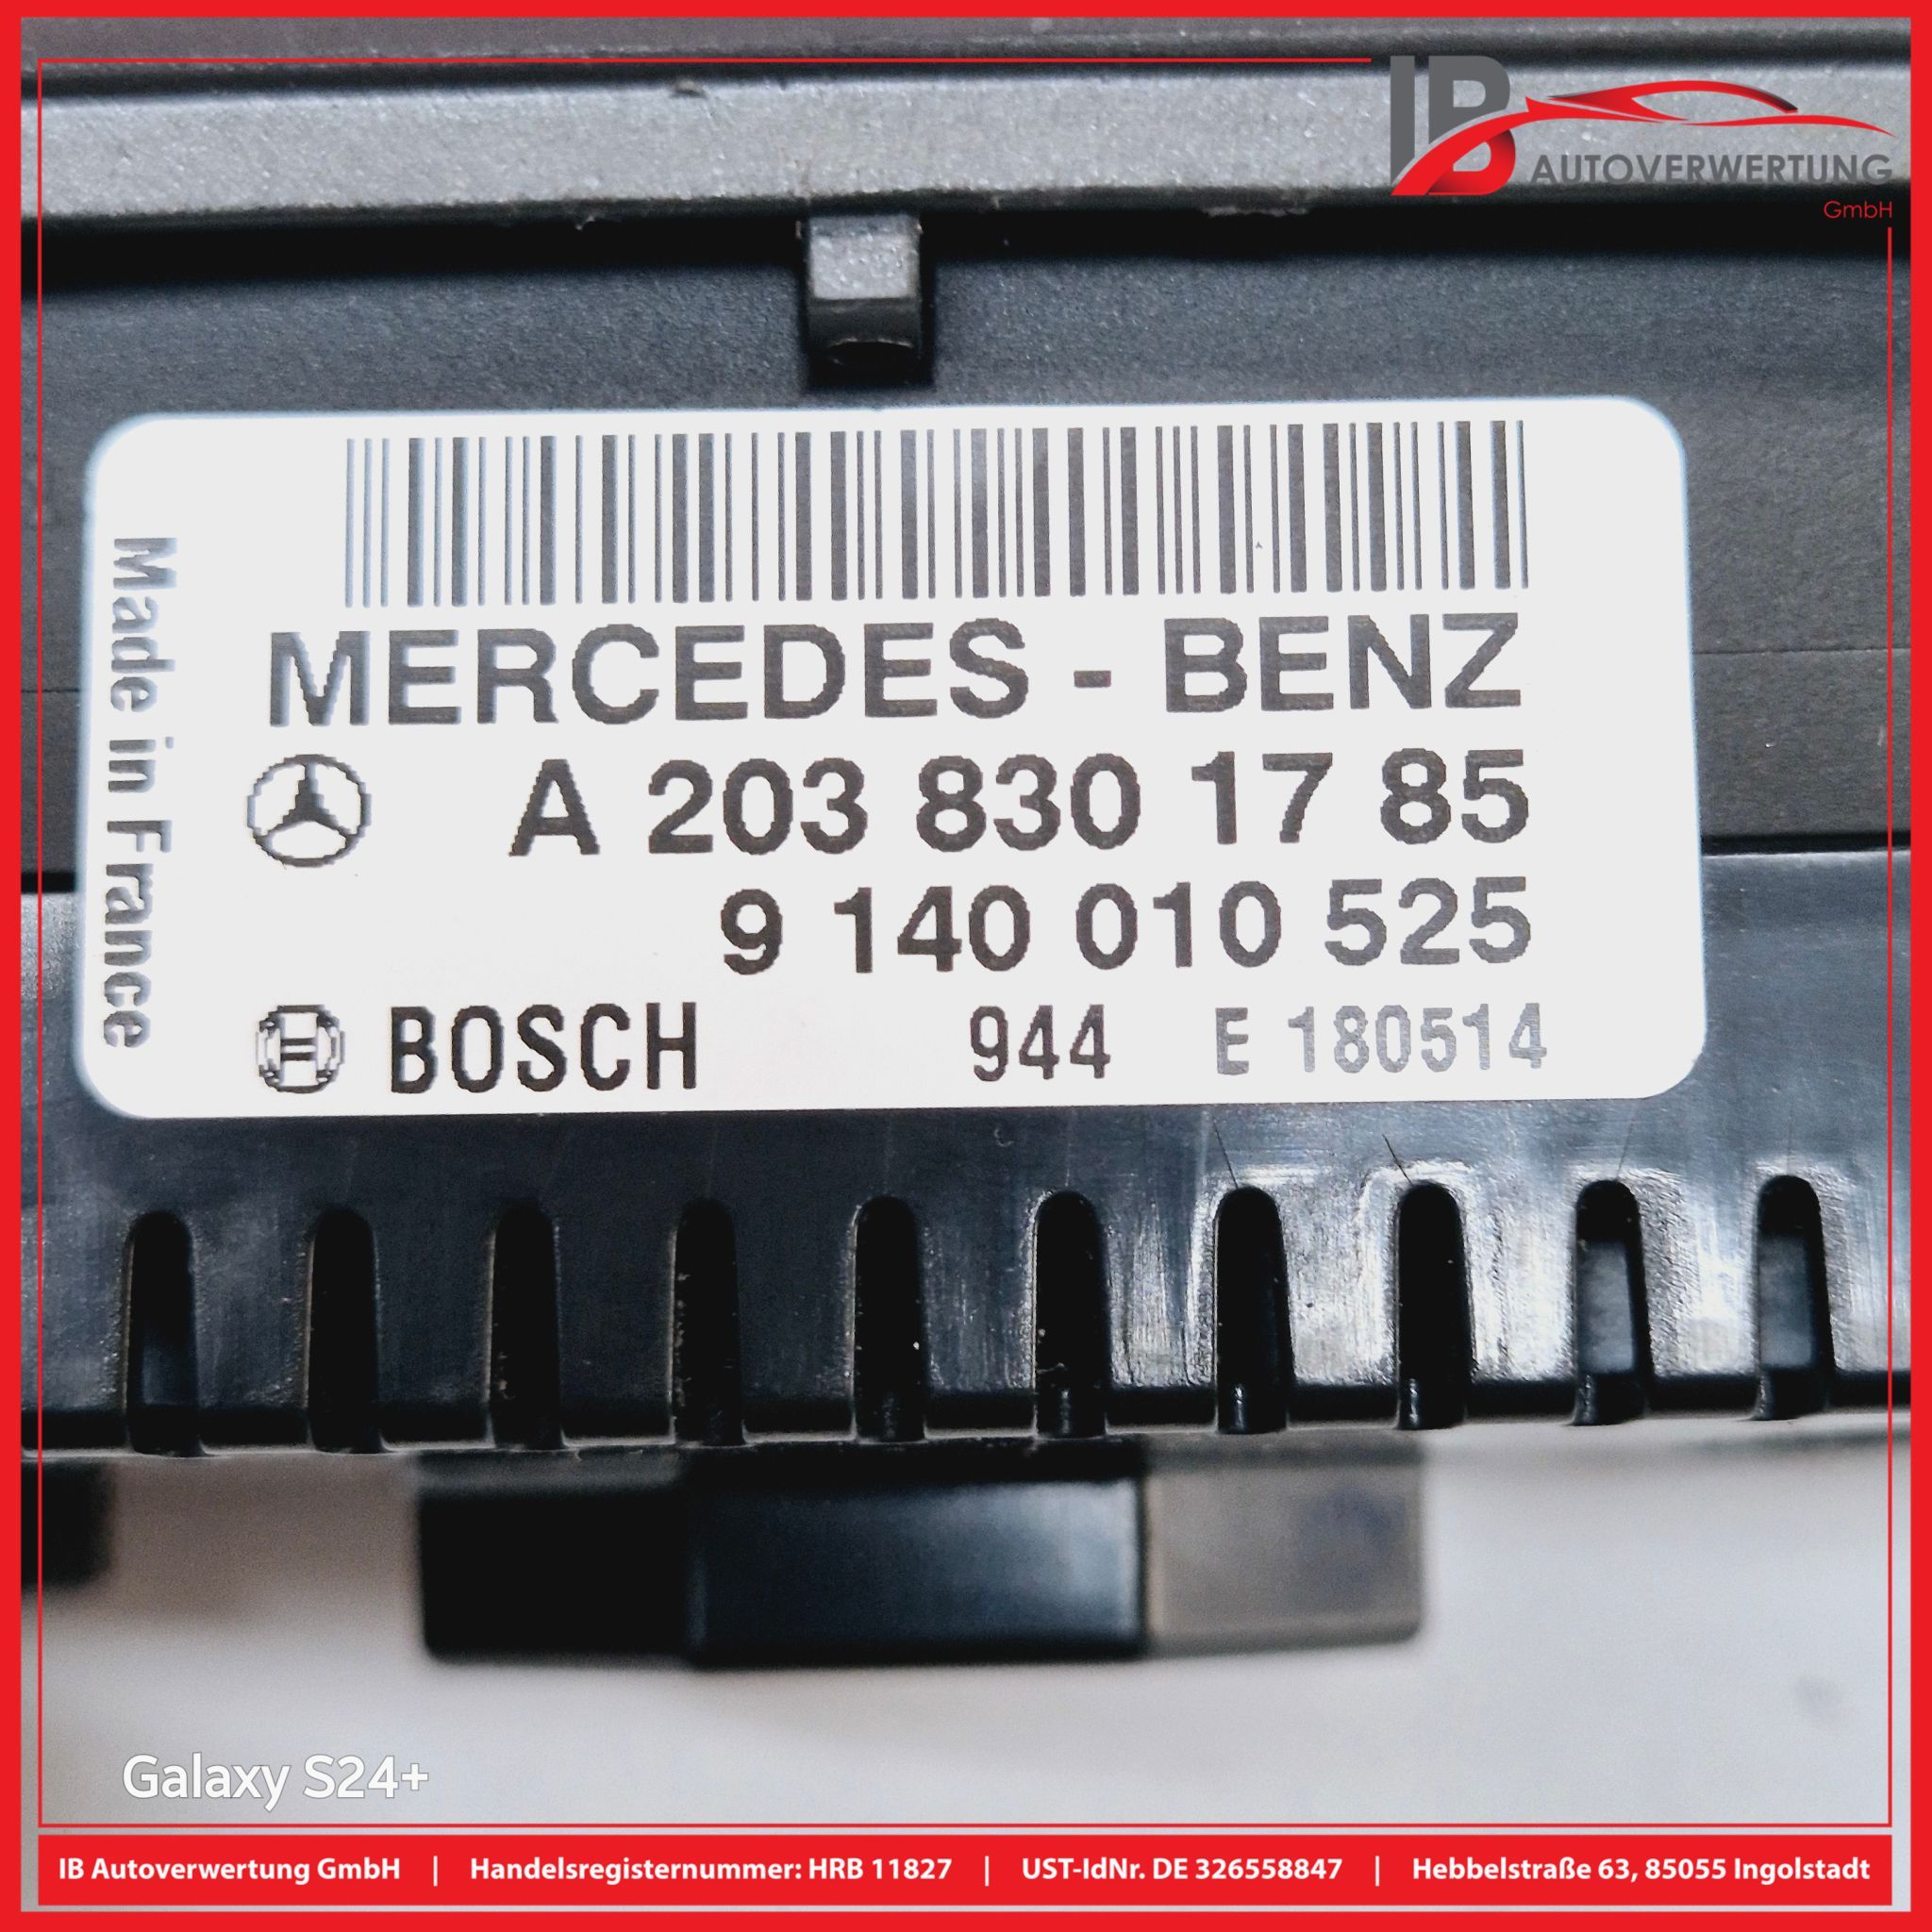 IB
AUTOVERWERTUNG
GmbH
Made in France
MERCEDES - BENZ
A 203 830 17 85
9 140 010 525
BOSCH 944 E 180514
Galaxy S24+
IB Autoverwertung GmbH | Handelsregisternummer: HRB 11827 | UST-IdNr. DE 326558847 | Hebbelstraße 63, 85055 Ingolstadt